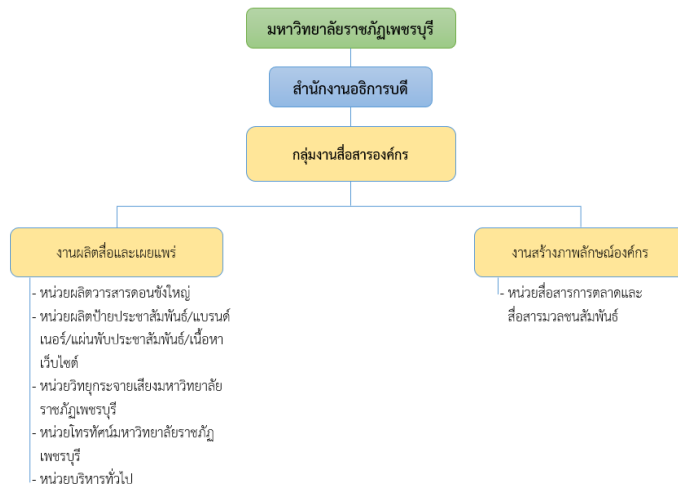 มหาวิทยาลัยราชภัฏเพชรบุรี
สำนักงานอธิการบดี
กลุ่มงานสื่อสารองค์กร
งานผลิตสื่อและเผยแพร่
- หน่วยผลิตวารสารดอนขังใหญ่
- หน่วยผลิตป้ายประชาสัมพันธ์/แบรนด์
เนอร์/แผ่นพับประชาสัมพันธ์/เนื้อหา
เว็บไซต์
- หน่วยวิทยุกระจายเสียงมหาวิทยาลัย
ราชภัฏเพชรบุรี
- หน่วยโทรทัศน์มหาวิทยาลัยราชภัฏ
เพชรบุรี
- หน่วยบริหารทั่วไป
งานสร้างภาพลักษณ์องค์กร
- หน่วยสื่อสารการตลาดและ
สื่อสารมวลชนสัมพันธ์